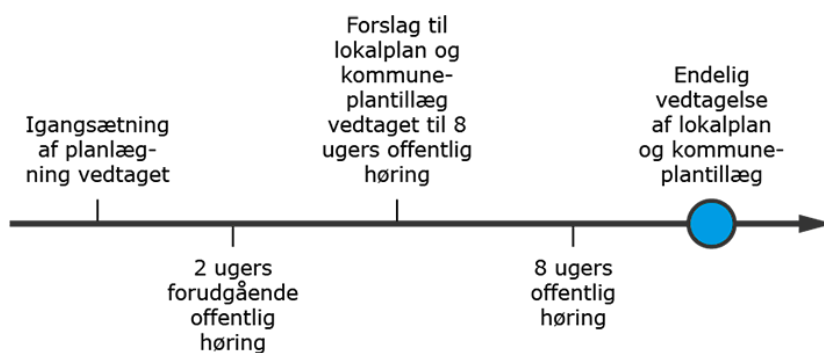 Igangsætning
af planlæg-
ning vedtaget
2 ugers
forudgående
offentlig
høring
Forslag til
lokalplan og
kommune-
plantillæg
vedtaget til 8
ugers offentlig
høring
8 ugers
offentlig
høring
Endelig
vedtagelse
af lokalplan
og kommune-
plantillæg